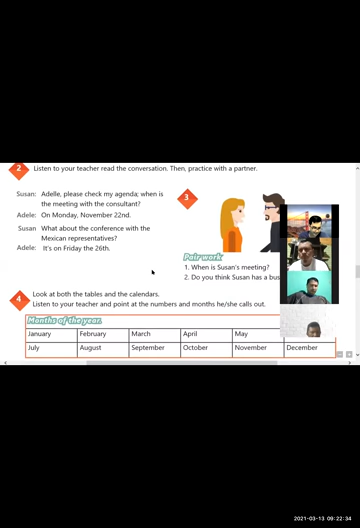 2 Listen to your teacher read the conversation. Then, practice with a partner.
Susan: Adelle, please check my agenda; when is
the meeting with the consultant?
Adele: On Monday, November 22nd.
Susan What about the conference with the
Mexican representatives?
Adele: It's on Friday the 26th.
3
Pair work
1. When is Susan's meeting?
2. Do you think Susan has a bus
4 Look at both the tables and the calendars.
Listen to your teacher and point at the numbers and months he/she calls out.
Months of the year
January February March April May
July August September October November December
2021-03-13 09:22:34